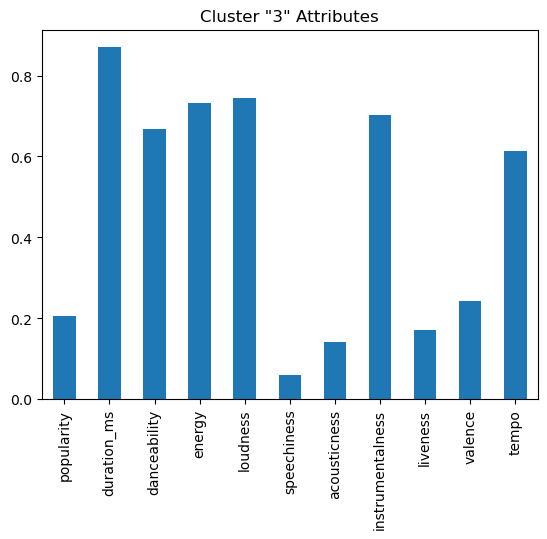 Cluster "3" Attributes
0.8
0.6
0.4
0.2
0.0
popularity
duration_ms
danceability
energy
loudness
speechiness
acousticness
instrumentalness
liveness
valence
tempo